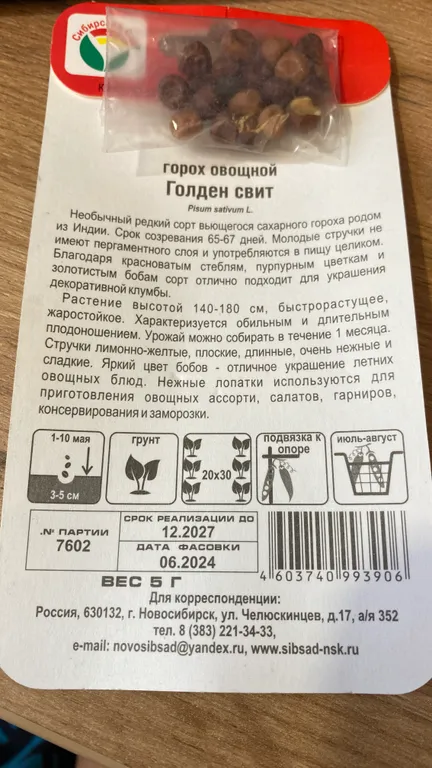 горох овощной
Голден свит
Pisum sativum L.
Необычный редкий сорт вьющегося сахарного гороха родом
из Индии. Срок созревания 65-67 дней. Молодые стручки не
имеют пергаментного слоя и употребляются в пищу целиком.
Благодаря красноватым стеблям, пурпурным цветкам и
золотистым бобам сорт отлично подходит для украшения
декоративной клумбы.
Растение высотой 140-180 см, быстрорастущее,
жаростойкое. Характеризуется обильным и длительным
плодоношением. Урожай можно собирать в течение 1 месяца.
Стручки лимонно-желтые, плоские, длинные, очень нежные и
сладкие. Яркий цвет бобов - отличное украшение летних
овощных блюд. Нежные лопатки используются для
приготовления овощных ассорти, салатов, гарниров,
консервирования и заморозки.
1-10 мая
3-5 см
грунт
20х30
подвязка к
опоре
июль-август
.№ ПАРТИИ
7602
СРОК РЕАЛИЗАЦИИ ДО
12.2027
ДАТА ФАСОВКИ
06.2024
ВЕС 5 Г
4 603740 993906
Для корреспонденции:
Россия, 630132, г. Новосибирск, ул. Челюскинцев, д.17, а/я 352
тел. 8 (383) 221-34-33,
e-mail: novosibsad@yandex.ru, www.sibsad-nsk.ru